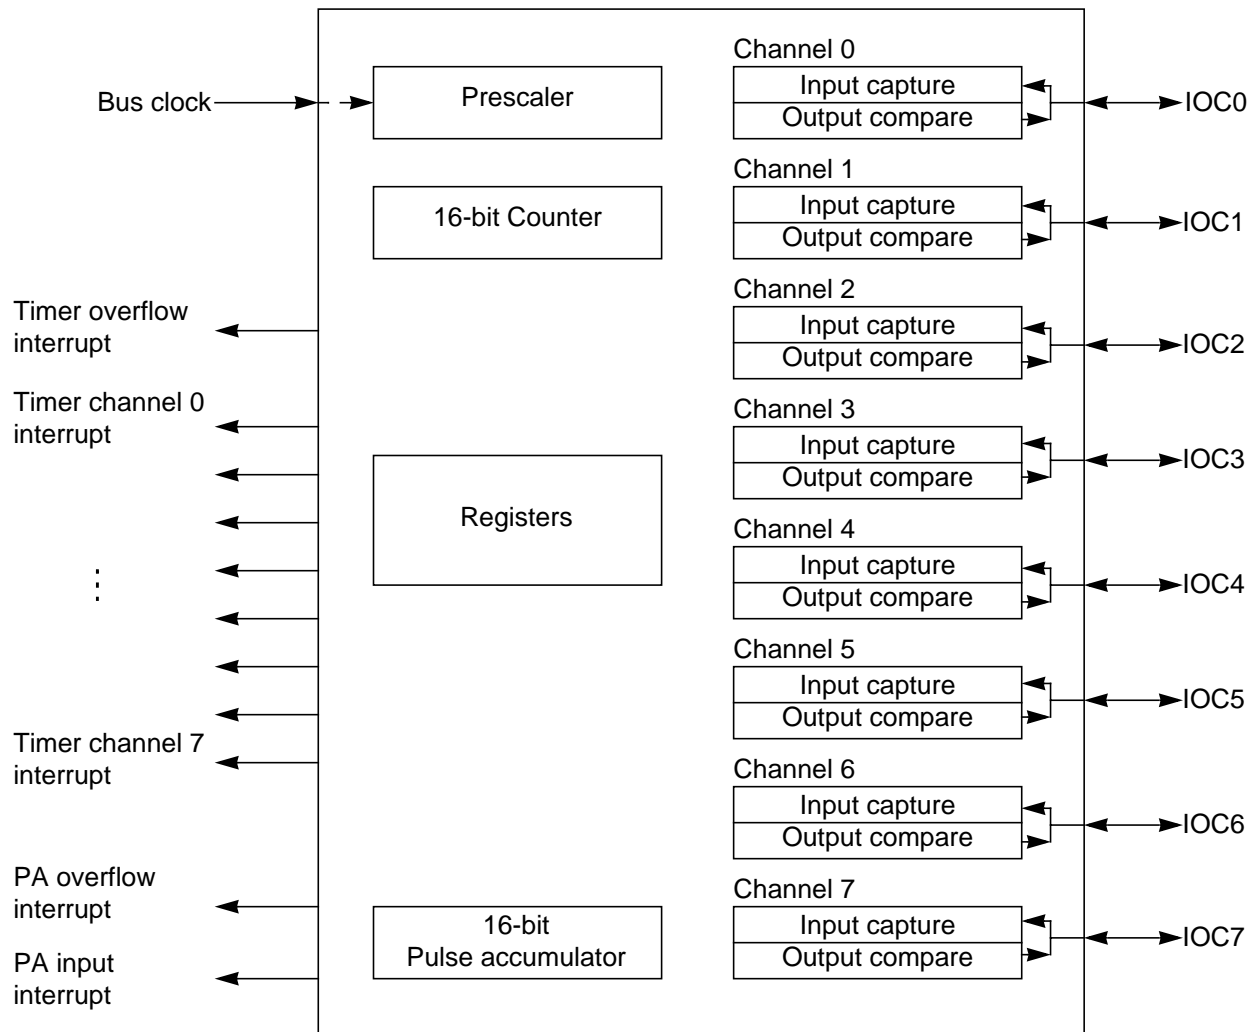 Bus clock
Timer overflow
interrupt
Timer channel 0
interrupt
Timer channel 7
interrupt
PA overflow
interrupt
PA input
interrupt
Prescaler
16-bit Counter
Registers
16-bit
Pulse accumulator
Channel 0
Input capture
Output compare
IOC0
Channel 1
Input capture
Output compare
IOC1
Channel 2
Input capture
Output compare
IOC2
Channel 3
Input capture
Output compare
IOC3
Channel 4
Input capture
Output compare
IOC4
Channel 5
Input capture
Output compare
IOC5
Channel 6
Input capture
Output compare
IOC6
Channel 7
Input capture
Output compare
IOC7